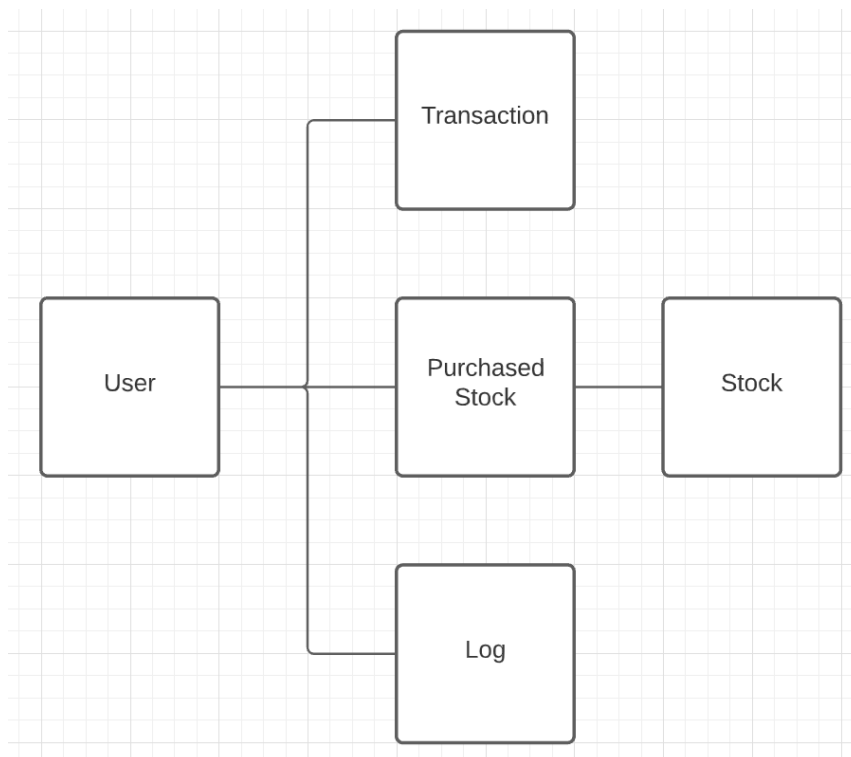 Transaction
User
Purchased
Stock
Stock
Log